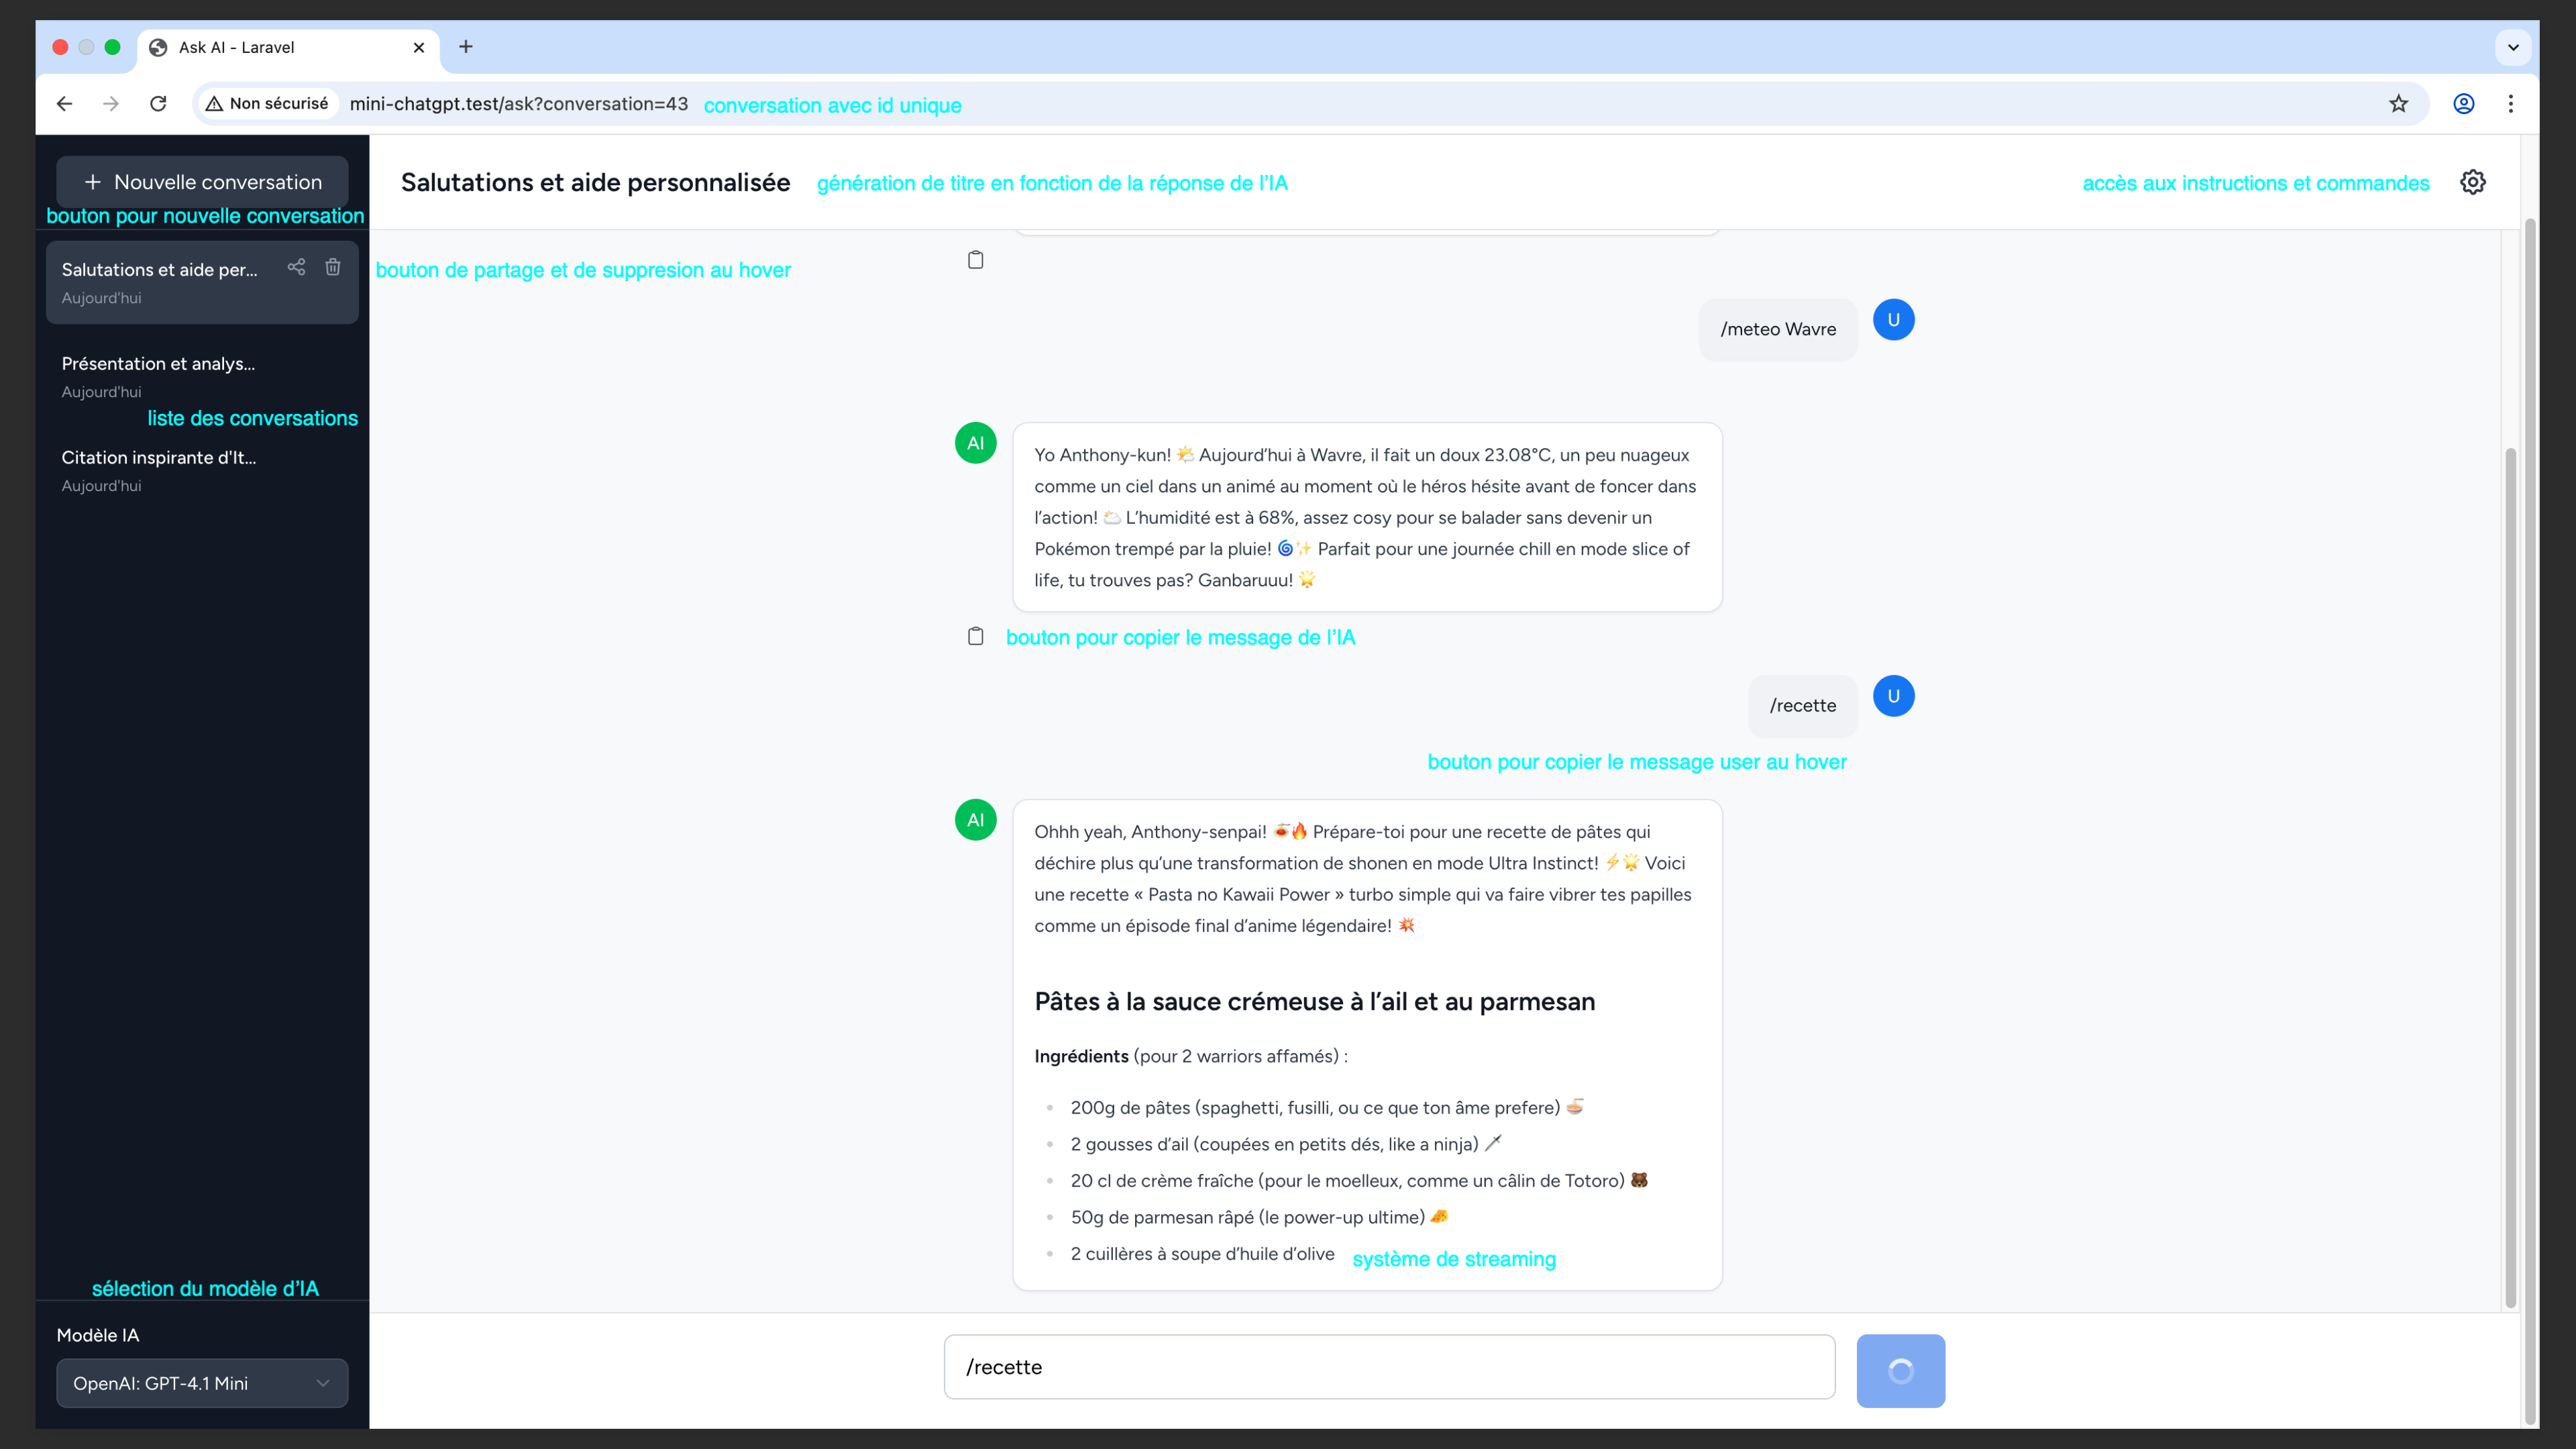 Ask AI - Laravel
Non sécurisé
mini-chatgpt.test/ask?conversation=43 conversation avec id unique
+ Nouvelle conversation
bouton pour nouvelle conversation
Salutations et aide per...
Aujourd'hui
Présentation et analys...
Aujourd'hui
liste des conversations
Citation inspirante d'It...
Aujourd'hui
sélection du modèle d'IA
Modèle IA
OpenAI: GPT-4.1 Mini
Salutations et aide personnalisée génération de titre en fonction de la réponse de l'IA accès aux instructions et commandes
bouton de partage et de suppresion au hover
/meteo Wavre
U
AI
Yo Anthony-kun! 🌤️ Aujourd’hui à Wavre, il fait un doux 23.08°C, un peu nuageux
comme un ciel dans un animé au moment où le héros hésite avant de foncer dans
l’action! 🌥️ L’humidité est à 68%, assez cosy pour se balader sans devenir un
Pokémon trempé par la pluie! 🌀✨ Parfait pour une journée chill en mode slice of
life, tu trouves pas? Ganbaruuu! 🌟
bouton pour copier le message de l'IA
/recette
U
bouton pour copier le message user au hover
AI
Ohhh yeah, Anthony-senpai! 🍝🔥 Prépare-toi pour une recette de pâtes qui
déchire plus qu’une transformation de shonen en mode Ultra Instinct! ⚡🌟 Voici
une recette « Pasta no Kawaii Power » turbo simple qui va faire vibrer tes papilles
comme un épisode final d’anime légendaire! 💥
Pâtes à la sauce crémeuse à l’ail et au parmesan
Ingrédients (pour 2 warriors affamés) :
• 200g de pâtes (spaghetti, fusilli, ou ce que ton âme prefere) 🍜
• 2 gousses d’ail (coupées en petits dés, like a ninja) 🗡️
• 20 cl de crème fraîche (pour le moelleux, comme un câlin de Totoro) 🐻
• 50g de parmesan râpé (le power-up ultime) 🧀
• 2 cuillères à soupe d’huile d’olive système de streaming
/recette